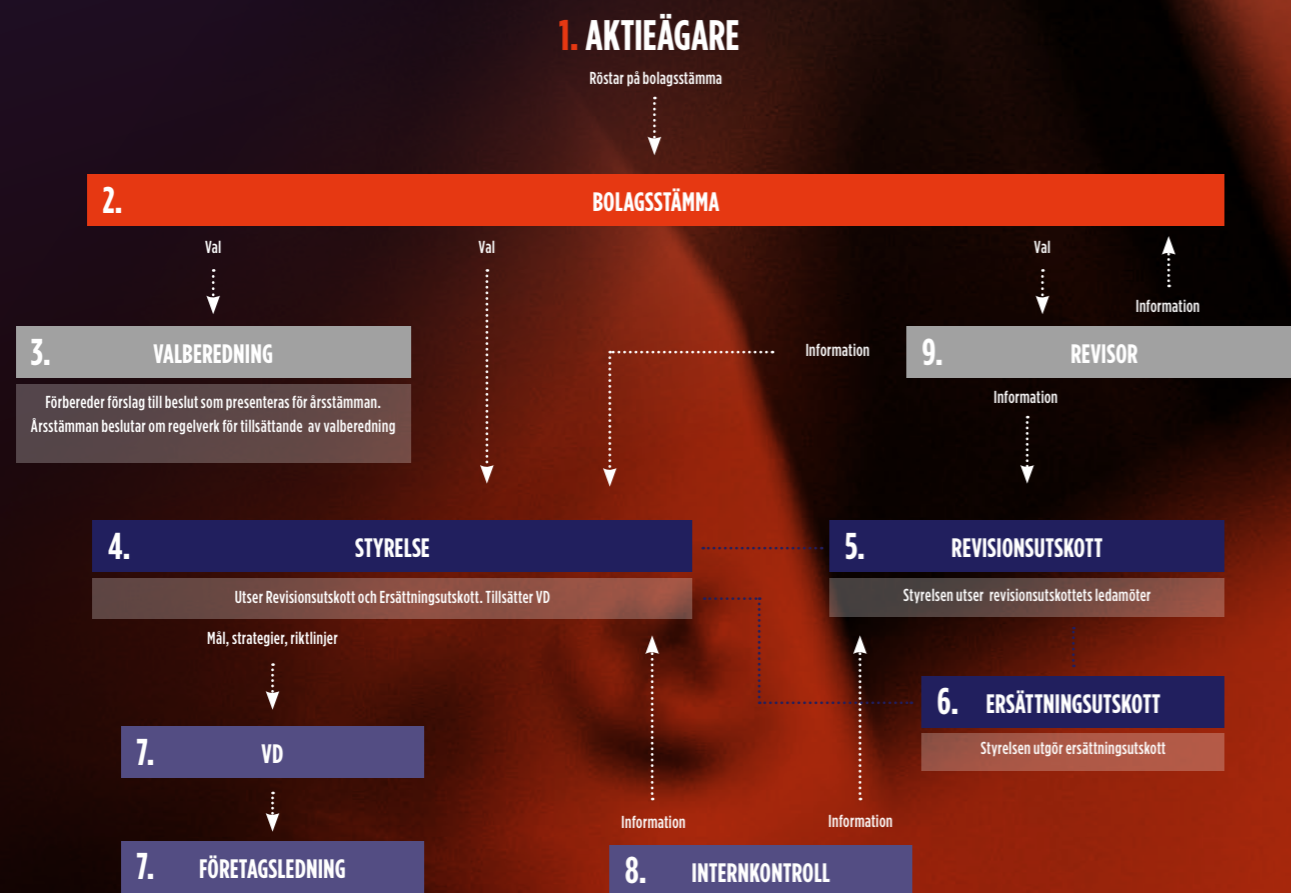 1. AKTIEÄGARE
Röstar på bolagsstämma
2. BOLAGSSTÄMMA
Val
Val
Val
Information
3. VALBEREDNING
Förbereder förslag till beslut som presenteras för årsstämman.
Årsstämman beslutar om regelverk för tillsättande av valberedning
Information
9. REVISOR
Information
4. STYRELSE
Utser Revisionsutskott och Ersättningsutskott. Tillsätter VD
5. REVISIONSUTSKOTT
Styrelsen utser revisionsutskottets ledamöter
Mål, strategier, riktlinjer
6. ERSÄTTNINGSUTSKOTT
Styrelsen utgör ersättningsutskott
7. VD
Information
Information
7. FÖRETAGSLEDNING
8. INTERNKONTROLL